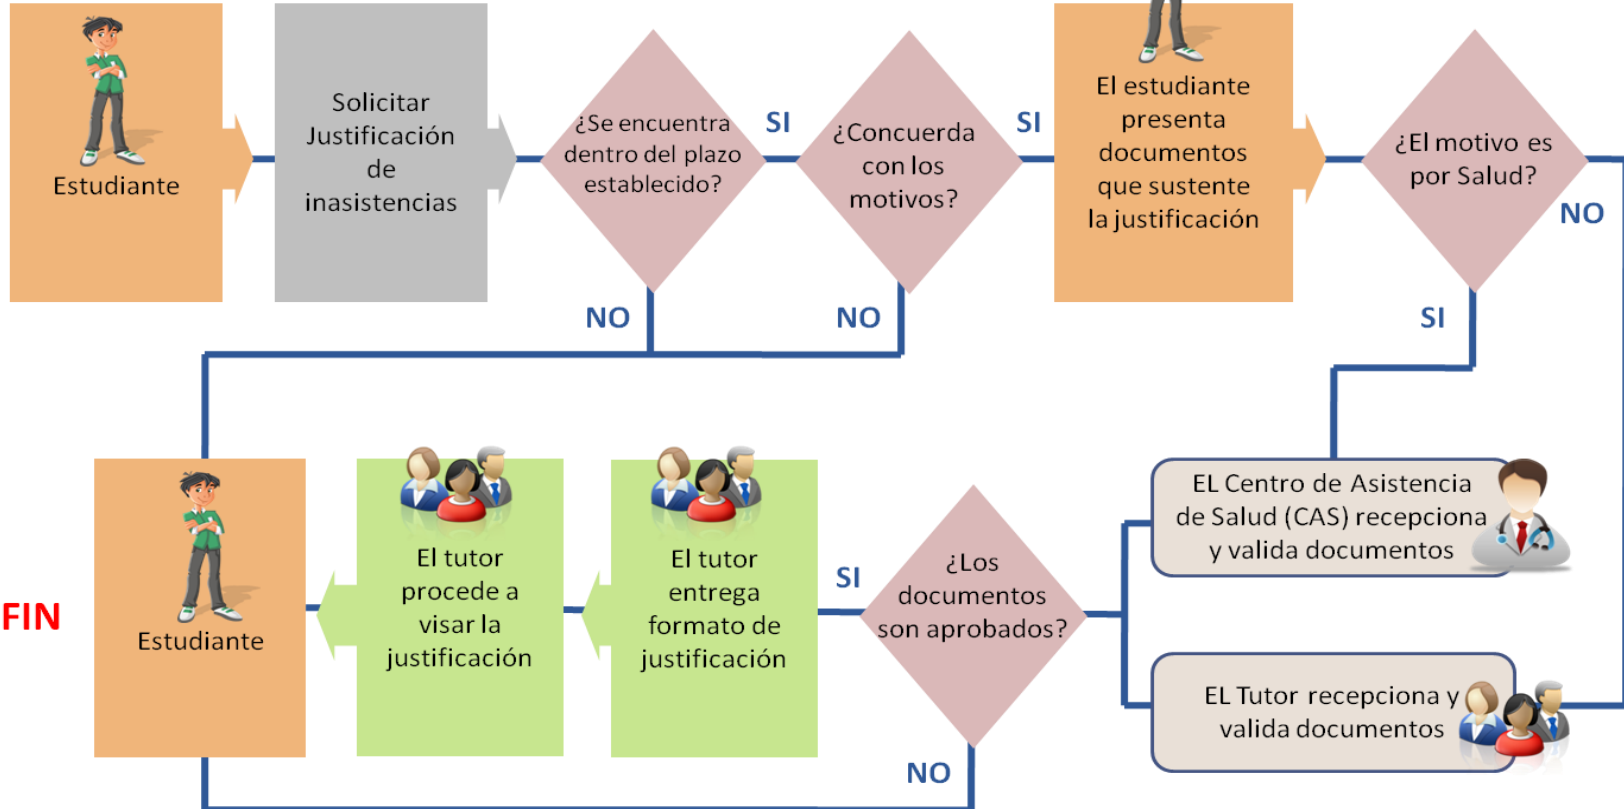 Estudiante
Solicitar
Justificación
de
inasistencias
¿Se encuentra
dentro del plazo
establecido?
SI
NO
¿Concuerda
con los
motivos?
SI
NO
El estudiante
presenta
documentos
que sustente
la justificación
¿El motivo es
por Salud?
NO
SI
EL Centro de Asistencia
de Salud (CAS) recepciona
y valida documentos
EL Tutor recepciona y
valida documentos
¿Los
documentos
son aprobados?
SI
NO
El tutor
entrega
formato de
justificación
El tutor
procede a
visar la
justificación
Estudiante
FIN